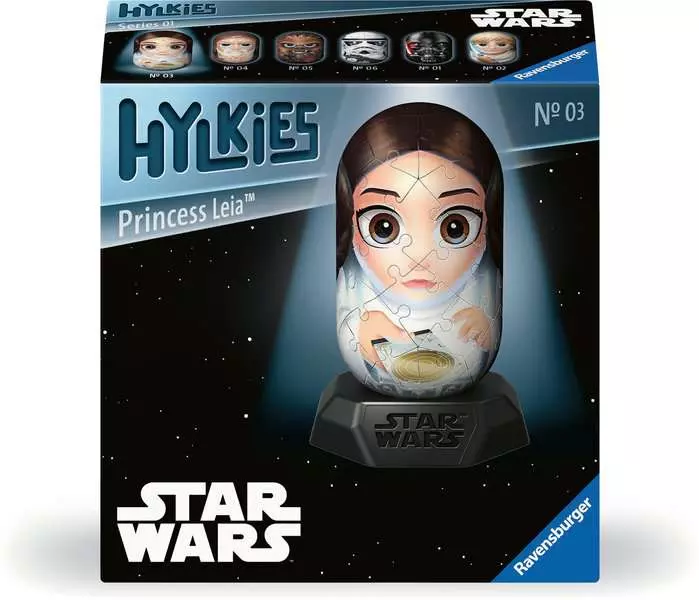 HYLKIES
Series 01
Nº 03
Nº 04
Nº 05
Nº 06
Nº 01
Nº 02
STAR WARS
Ravensburger
HYLKIES
Princess Leia™
Nº 03
STAR
WARS
STAR
WARS
Ravensburger